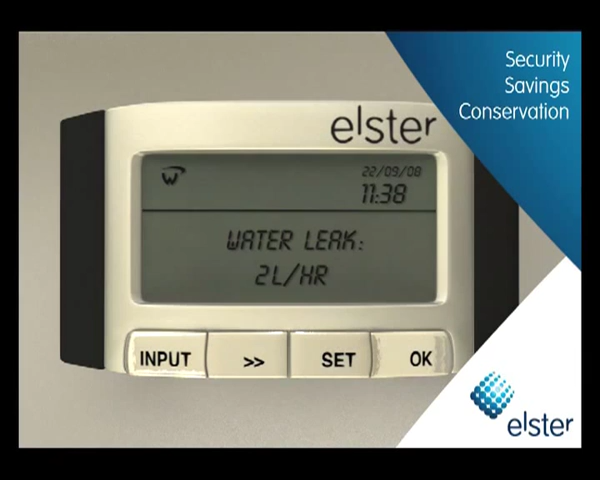 Security
Savings
Conservation
elster
22/09/08
11:38
WATER LEAK:
2L/HR
INPUT >> SET OK
elster